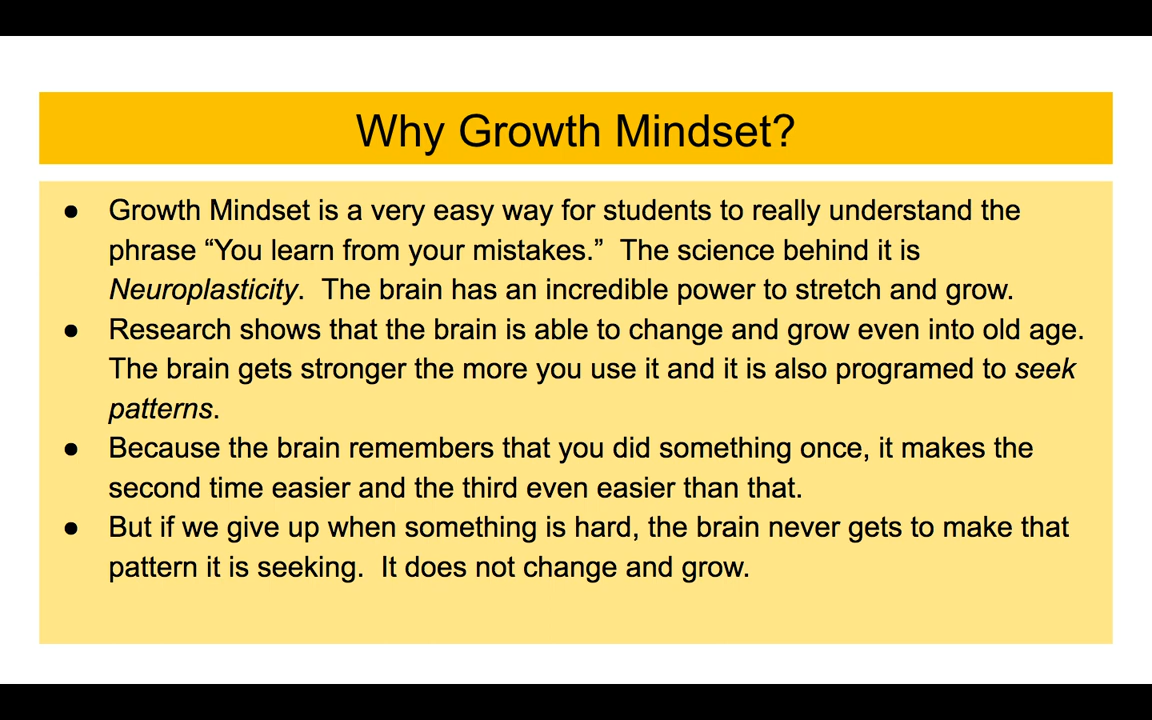 Why Growth Mindset?
● Growth Mindset is a very easy way for students to really understand the
phrase “You learn from your mistakes.”  The science behind it is
Neuroplasticity.  The brain has an incredible power to stretch and grow.
● Research shows that the brain is able to change and grow even into old age.
The brain gets stronger the more you use it and it is also programed to seek
patterns.
● Because the brain remembers that you did something once, it makes the
second time easier and the third even easier than that.
● But if we give up when something is hard, the brain never gets to make that
pattern it is seeking.  It does not change and grow.